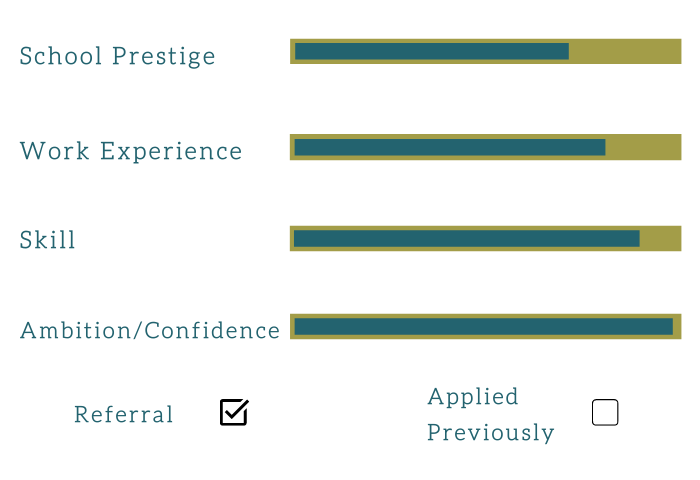 School Prestige
Work Experience
Skill
Ambition/Confidence
Referral
Applied
Previously